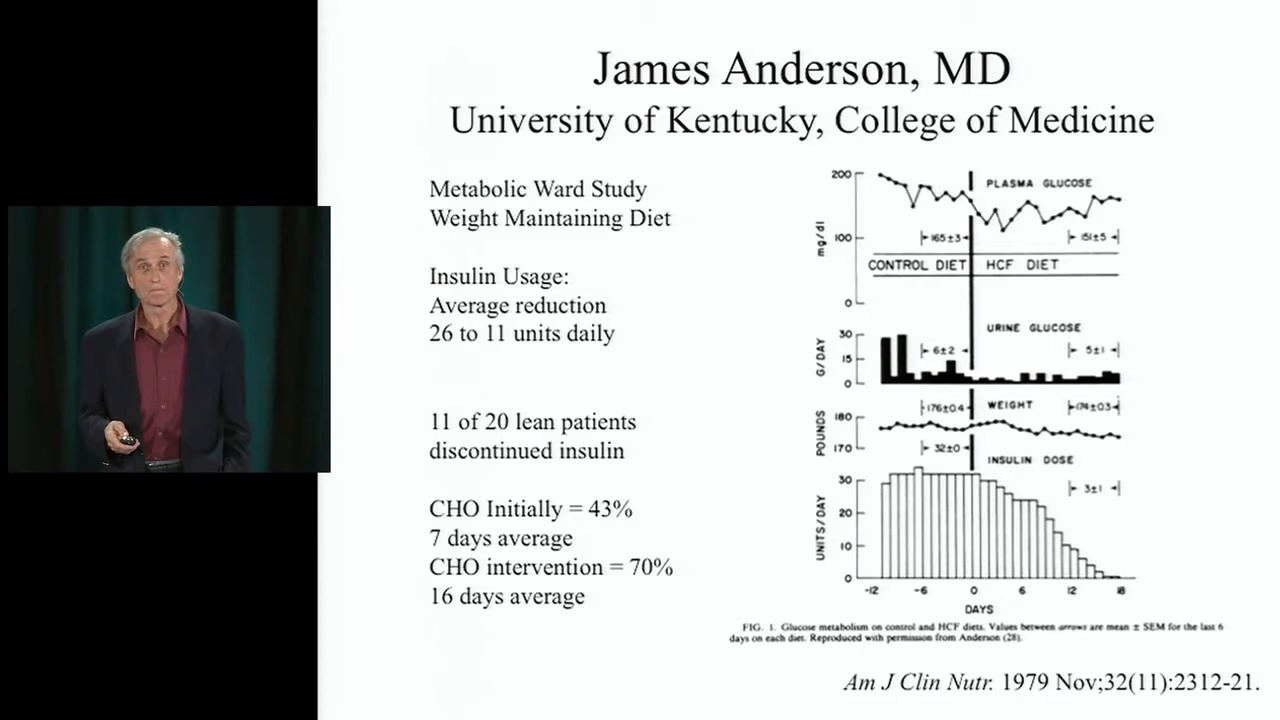 James Anderson, MD
University of Kentucky, College of Medicine
Metabolic Ward Study
Weight Maintaining Diet
Insulin Usage:
Average reduction
26 to 11 units daily
11 of 20 lean patients
discontinued insulin
CHO Initially = 43%
7 days average
CHO intervention = 70%
16 days average
200
PLASMA GLUCOSE
mg/dl
100
165±3
151±5
CONTROL DIET
HCF DIET
0
URINE GLUCOSE
G/DAY
30
15
0
6±2
5±1
POUNDS
180
170
176±0.4
WEIGHT
174±0.3
32±0
INSULIN DOSE
UNITS/DAY
30
20
10
0
3±1
-12 -6 0 6 12 18
DAYS
FIG. 1. Glucose metabolism on control and HCF diets. Values between arrows are mean ± SEM for the last 6
days on each diet. Reproduced with permission from Anderson (28).
Am J Clin Nutr. 1979 Nov;32(11):2312-21.